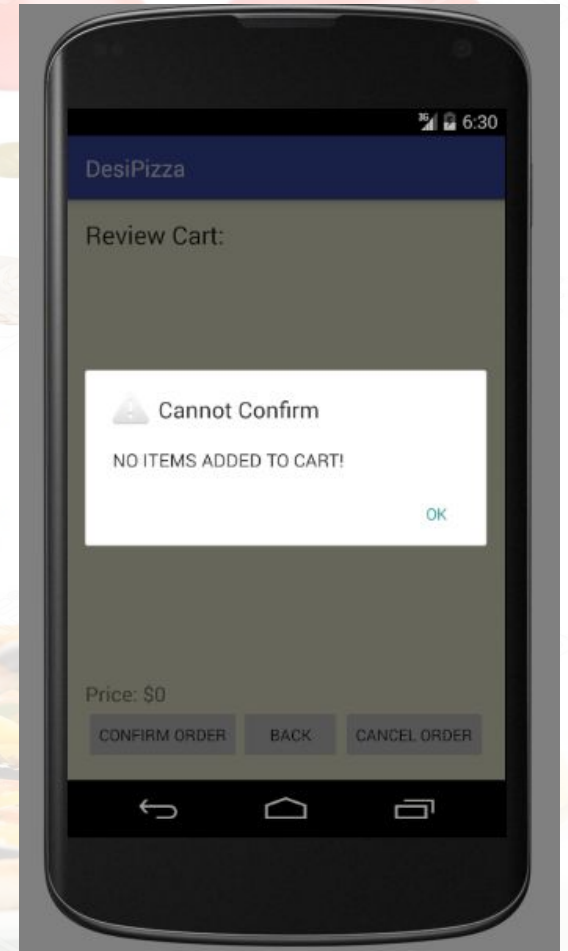 3G 6:30
DesiPizza
Review Cart:
Cannot Confirm
NO ITEMS ADDED TO CART!
OK
Price: $0
CONFIRM ORDER BACK CANCEL ORDER